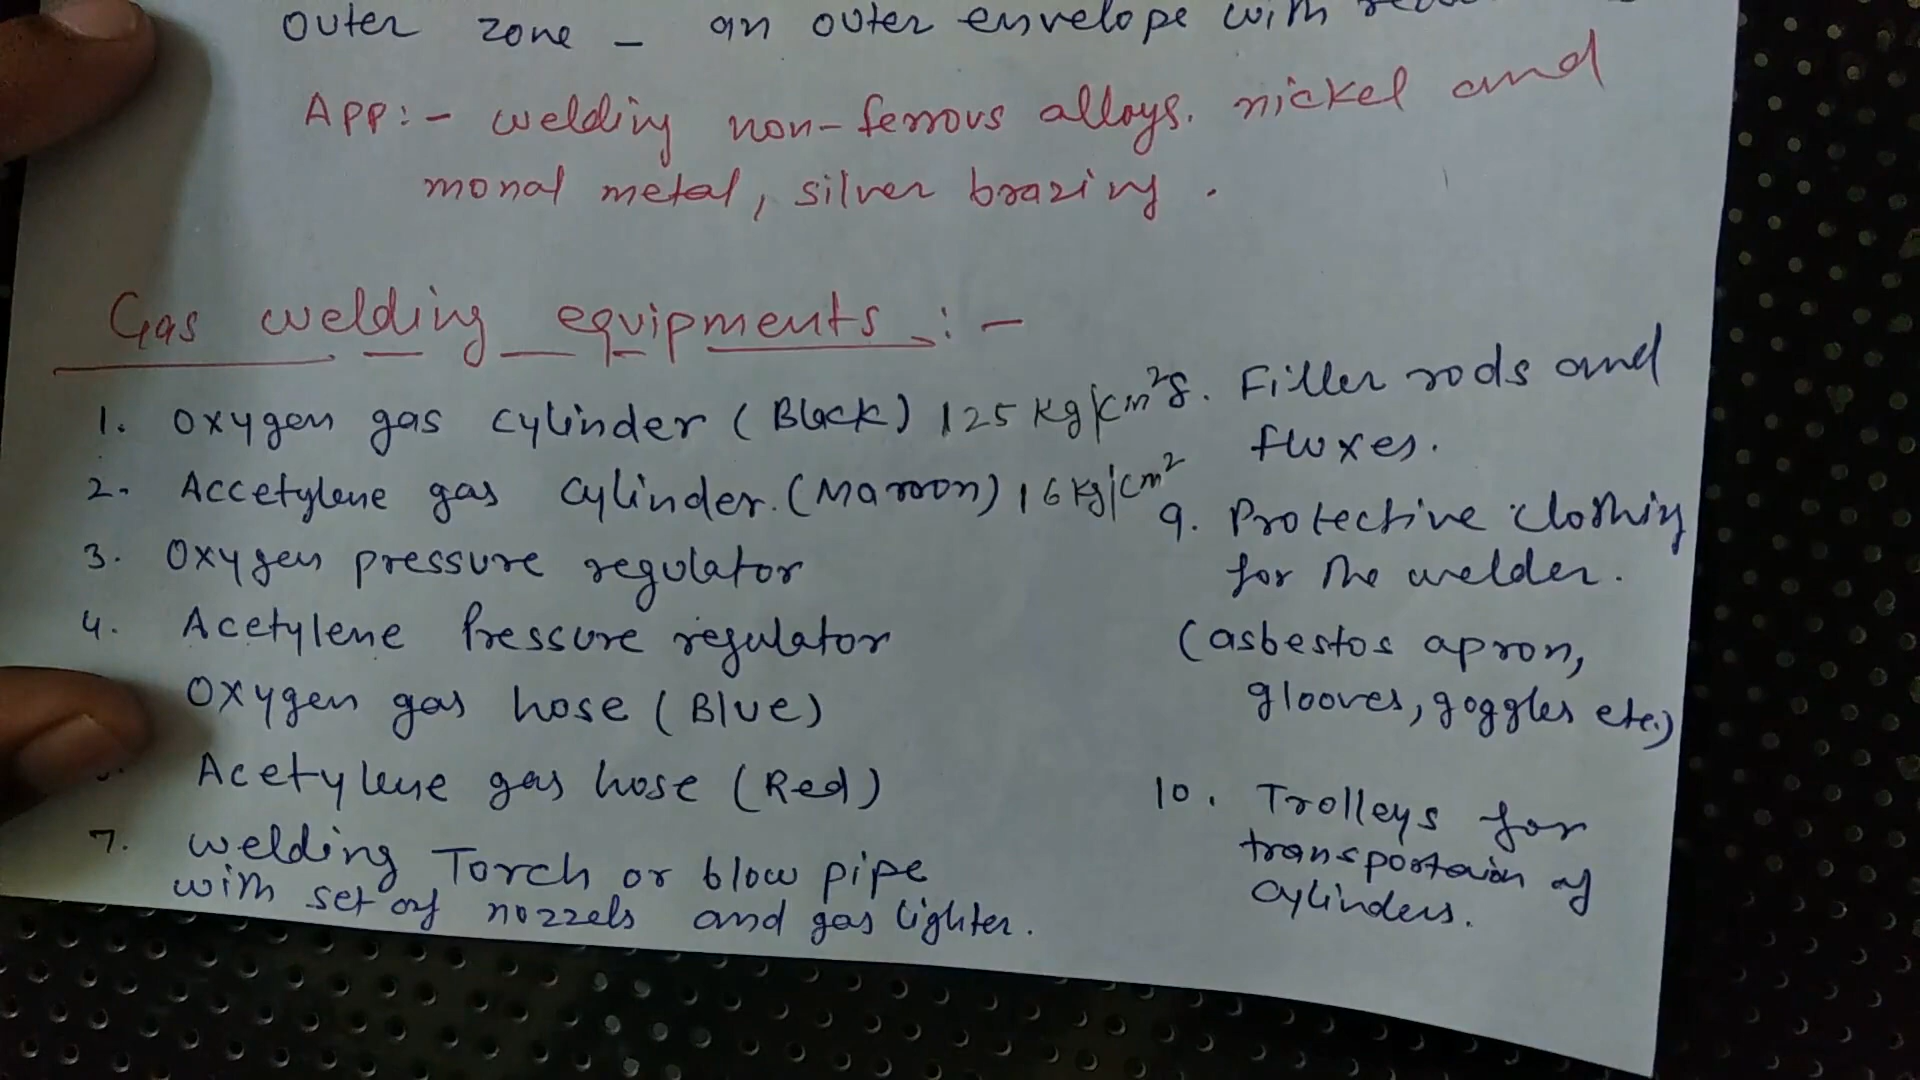 outer zone - an outer envelope with
App:- welding non-ferrous alloys. nickel and
monal metal, silver brazing.
Gas welding equipments :-
1. Oxygen gas cylinder (Black) 125 kg/cm²
2. Accetylene gas cylinder. (Maroon) 16 kg/cm²
3. Oxygen pressure regulator
4. Acetylene Pressure regulator
Oxygen gas hose (Blue)
Acetylene gas hose (Red)
7. welding Torch or blow pipe
with set of nozzels and gas lighter.
8. Filler rods and
fluxes.
9. Protective clothing
for the welder.
(asbestos apron,
glooves, goggles etc.)
10. Trolleys for
transportaion of
cylinders.